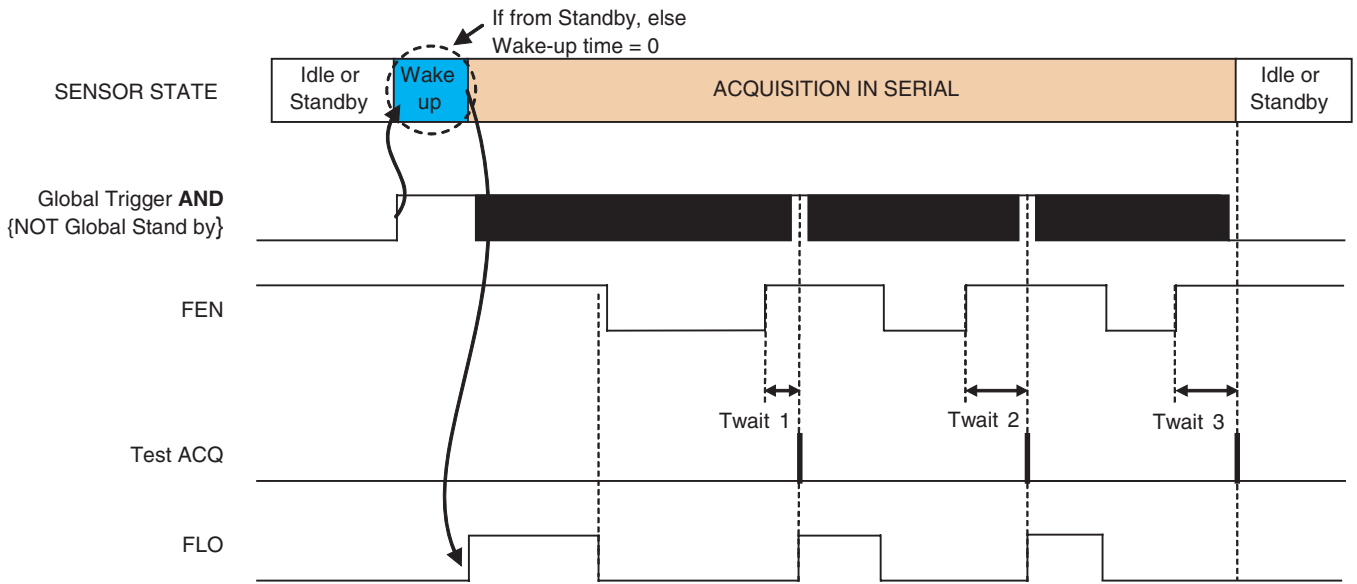 If from Standby, else
Wake-up time = 0
SENSOR STATE
Idle or
Standby
Wake
up
ACQUISITION IN SERIAL
Idle or
Standby
Global Trigger AND
{NOT Global Stand by}
FEN
Twait 1
Twait 2
Twait 3
Test ACQ
FLO